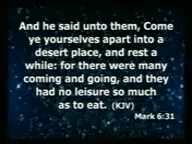 And he said unto them, Come
ye yourselves apart into a
desert place, and rest a
while: for there were many
coming and going, and they
had no leisure so much
as to eat. (KJV)
Mark 6:31